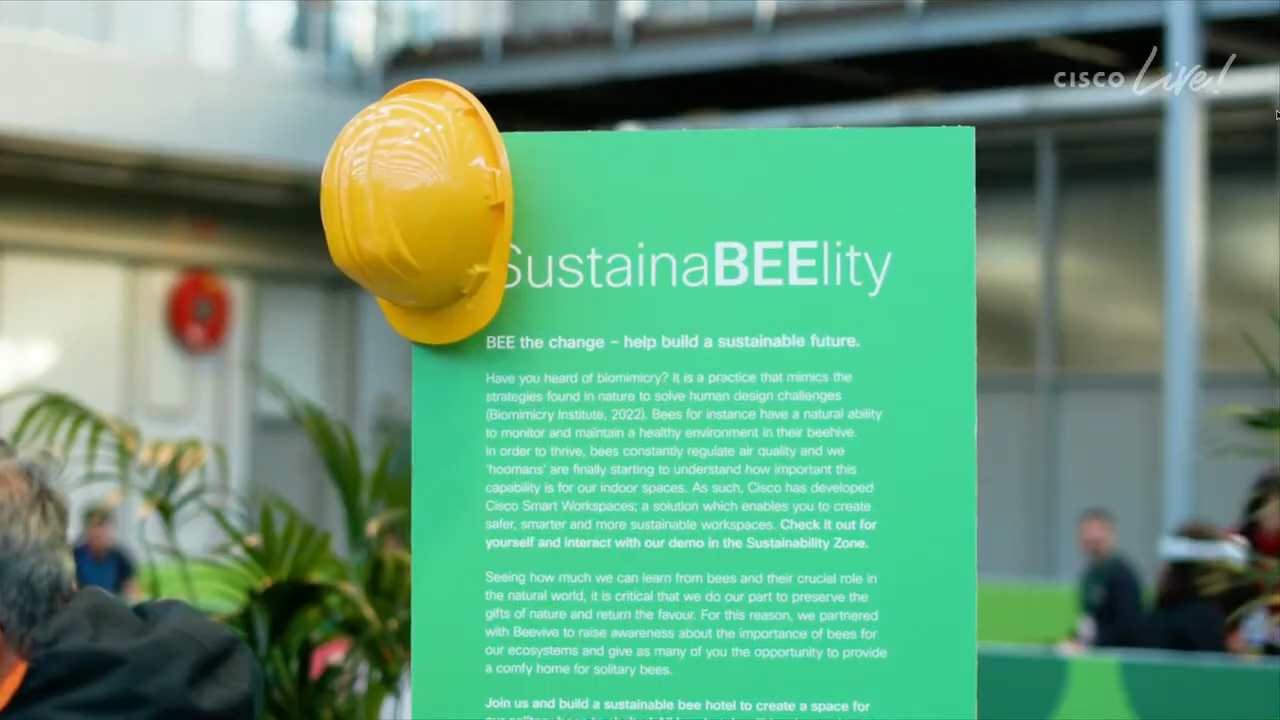 CISCO Live!
SustainaBEElity
BEE the change – help build a sustainable future.
Have you heard of biomimicry? It is a practice that mimics the
strategies found in nature to solve human design challenges
(Biomimicry Institute, 2022). Bees for instance have a natural ability
to monitor and maintain a healthy environment in their beehive.
In order to thrive, bees constantly regulate air quality and we
'hoomans' are finally starting to understand how important this
capability is for our indoor spaces. As such, Cisco has developed
Cisco Smart Workspaces; a solution which enables you to create
safer, smarter and more sustainable workspaces. Check it out for
yourself and interact with our demo in the Sustainability Zone.
Seeing how much we can learn from bees and their crucial role in
the natural world, it is critical that we do our part to preserve the
gifts of nature and return the favour. For this reason, we partnered
with Beevive to raise awareness about the importance of bees for
our ecosystems and give as many of you the opportunity to provide
a comfy home for solitary bees.
Join us and build a sustainable bee hotel to create a space for